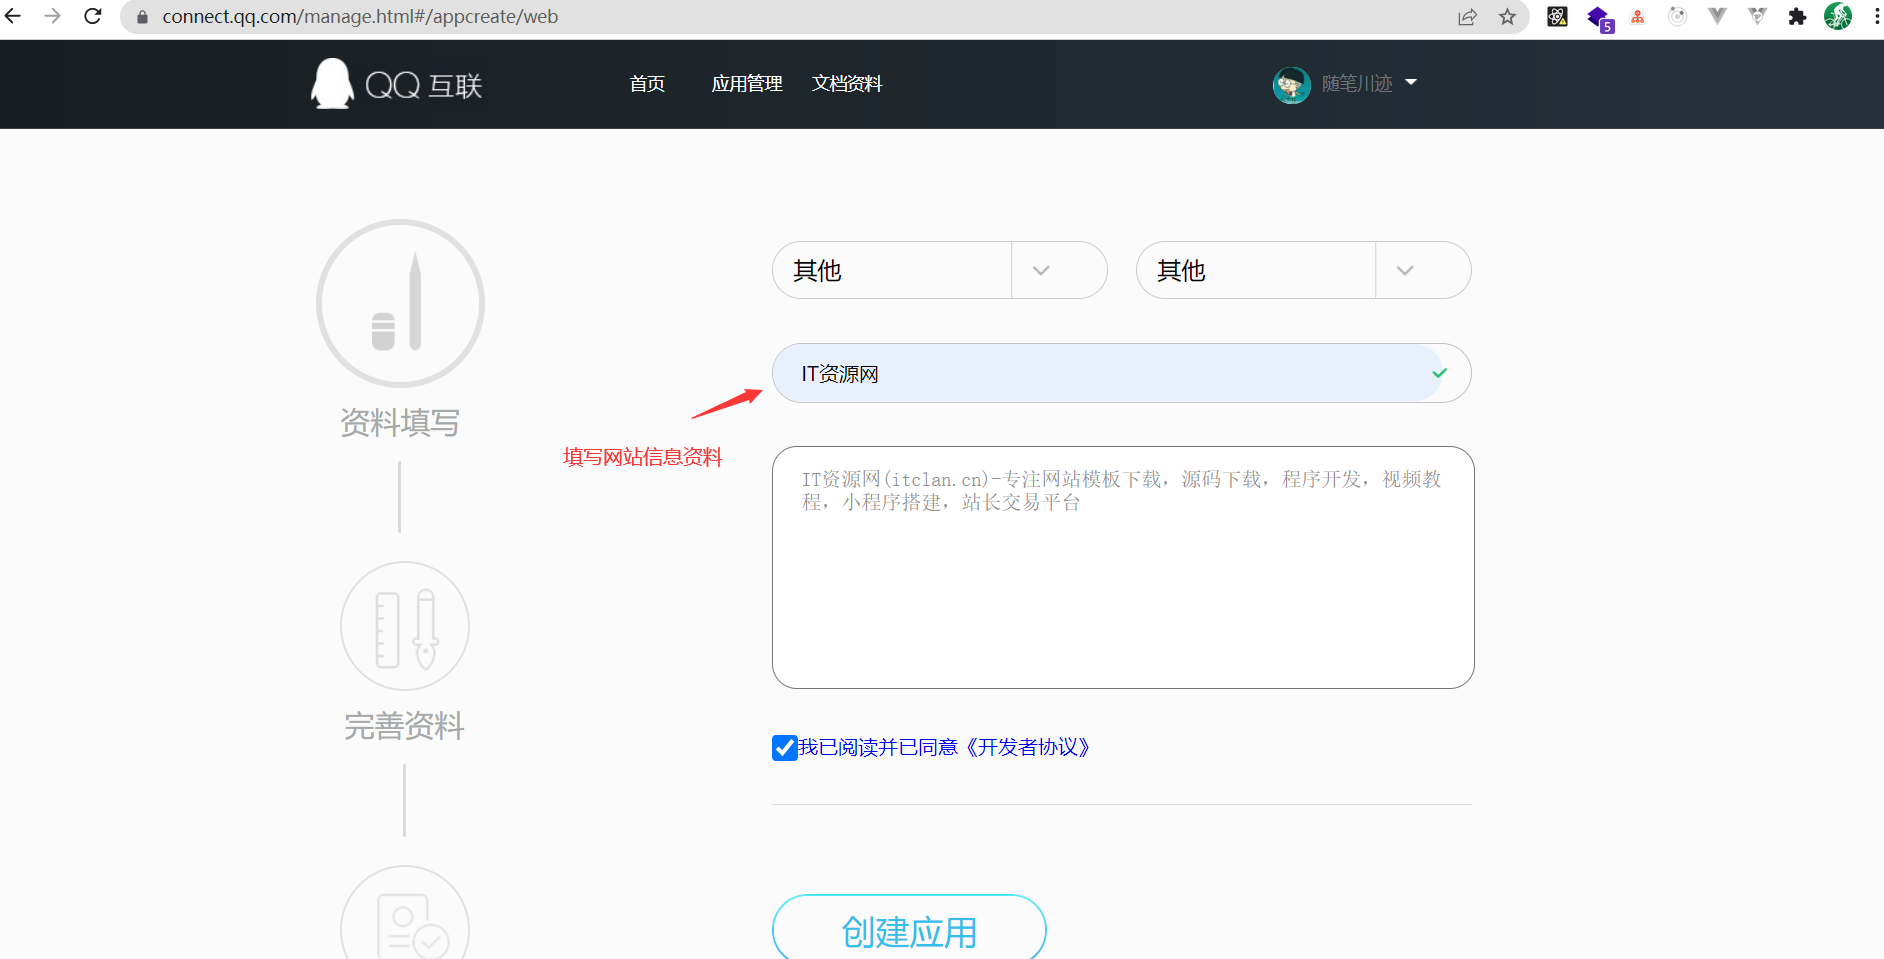 connect.qq.com/manage.html#/appcreate/web
5
QQ互联
首页
应用管理
文档资料
随笔川迹
其他
其他
IT资源网
资料填写
填写网站信息资料
IT资源网(itclan.cn)-专注网站模板下载，源码下载，程序开发，视频教
程，小程序搭建，站长交易平台
完善资料
我已阅读并已同意《开发者协议》
创建应用